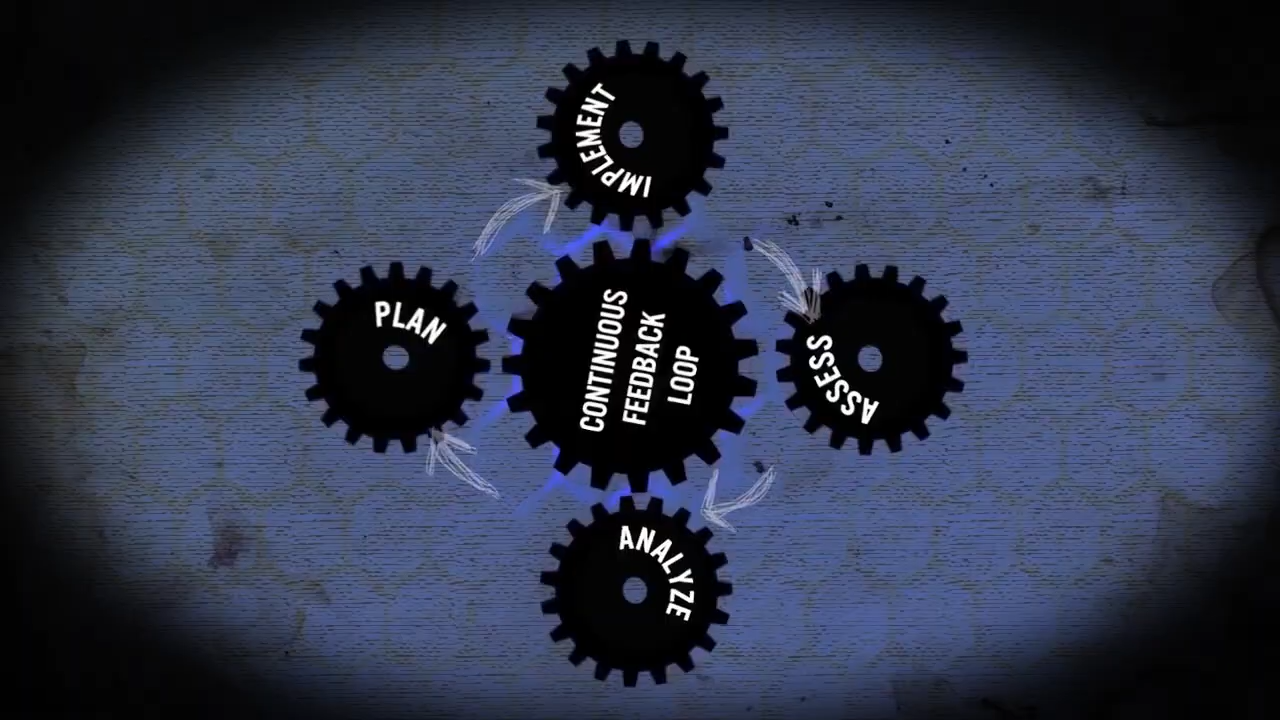 IMPLEMENT
PLAN
CONTINUOUS
FEEDBACK
LOOP
ASSESS
ANALYZE